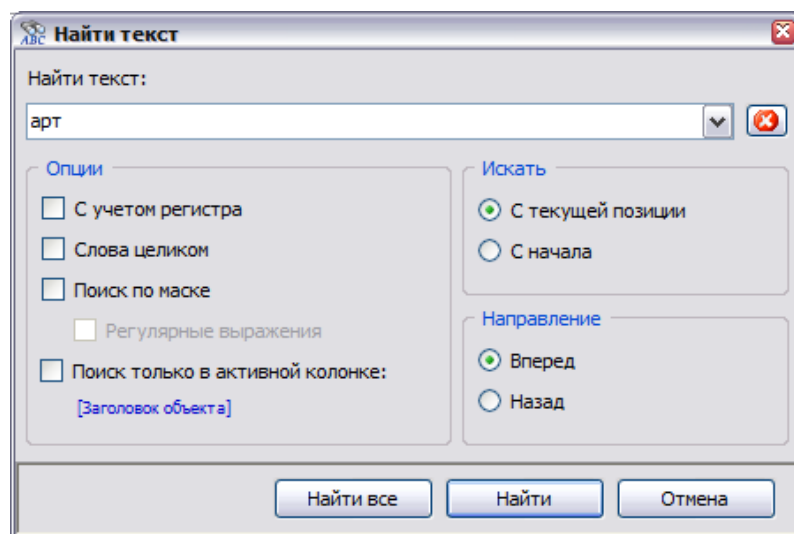 ABC Найти текст
Найти текст:
арт
Опции
С учетом регистра
Слова целиком
Поиск по маске
Регулярные выражения
Поиск только в активной колонке:
[Заголовок объекта]
Искать
С текущей позиции
С начала
Направление
Вперед
Назад
Найти все Найти Отмена